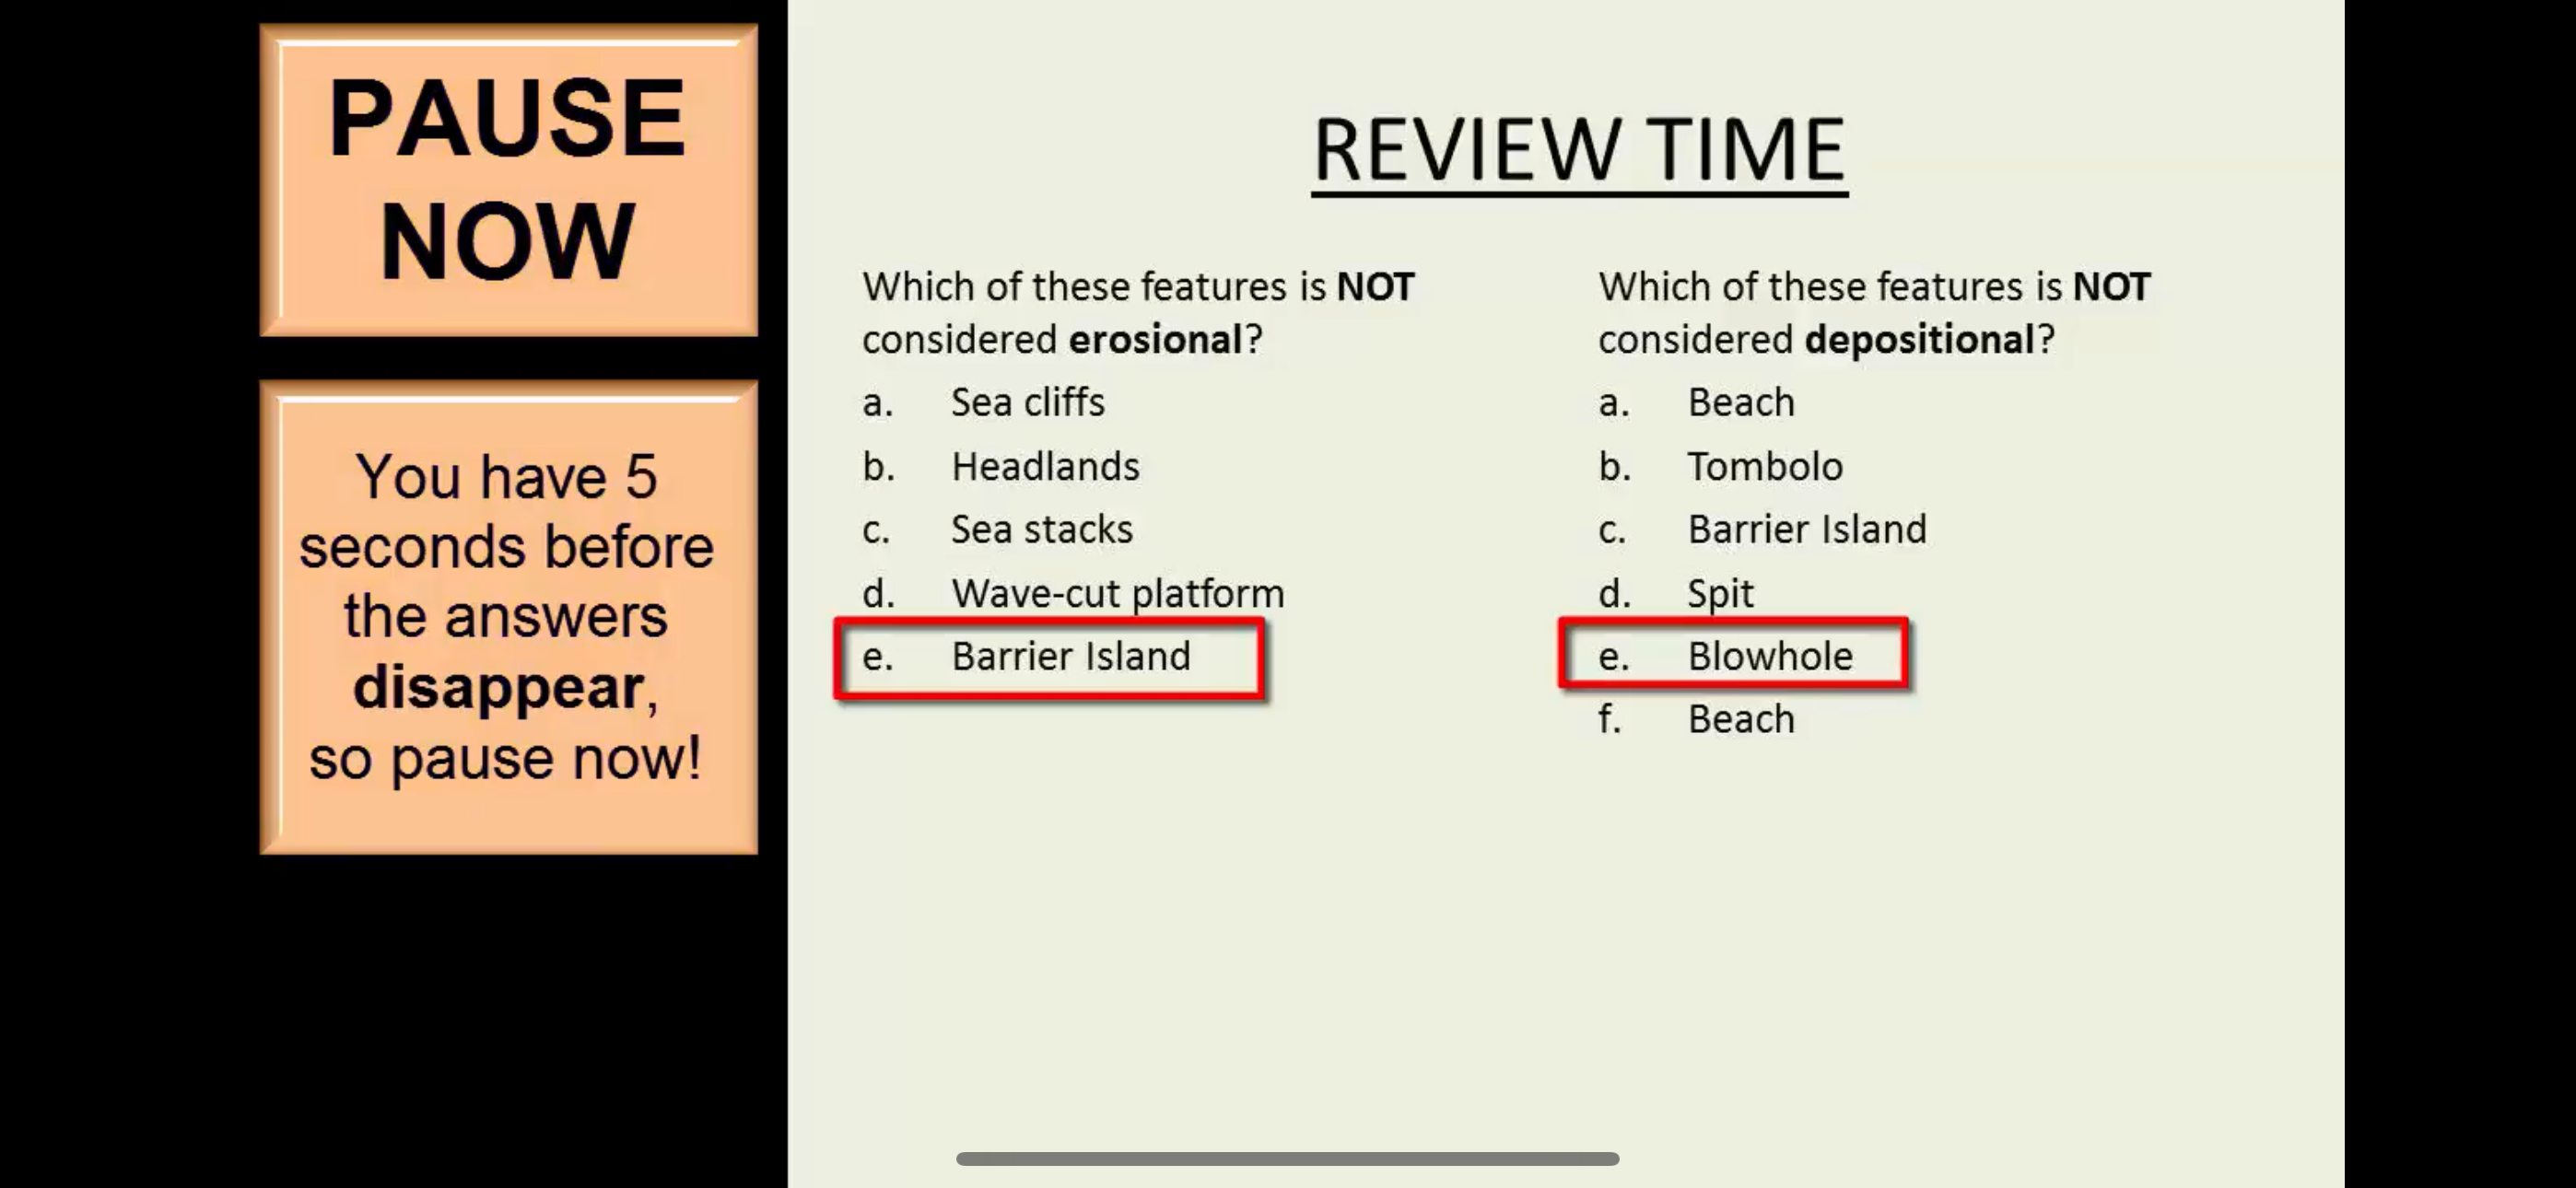 PAUSE
NOW
You have 5
seconds before
the answers
disappear,
so pause now!
REVIEW TIME
Which of these features is NOT
considered erosional?
a. Sea cliffs
b. Headlands
c. Sea stacks
d. Wave-cut platform
e. Barrier Island
Which of these features is NOT
considered depositional?
a. Beach
b. Tombolo
c. Barrier Island
d. Spit
e. Blowhole
f. Beach